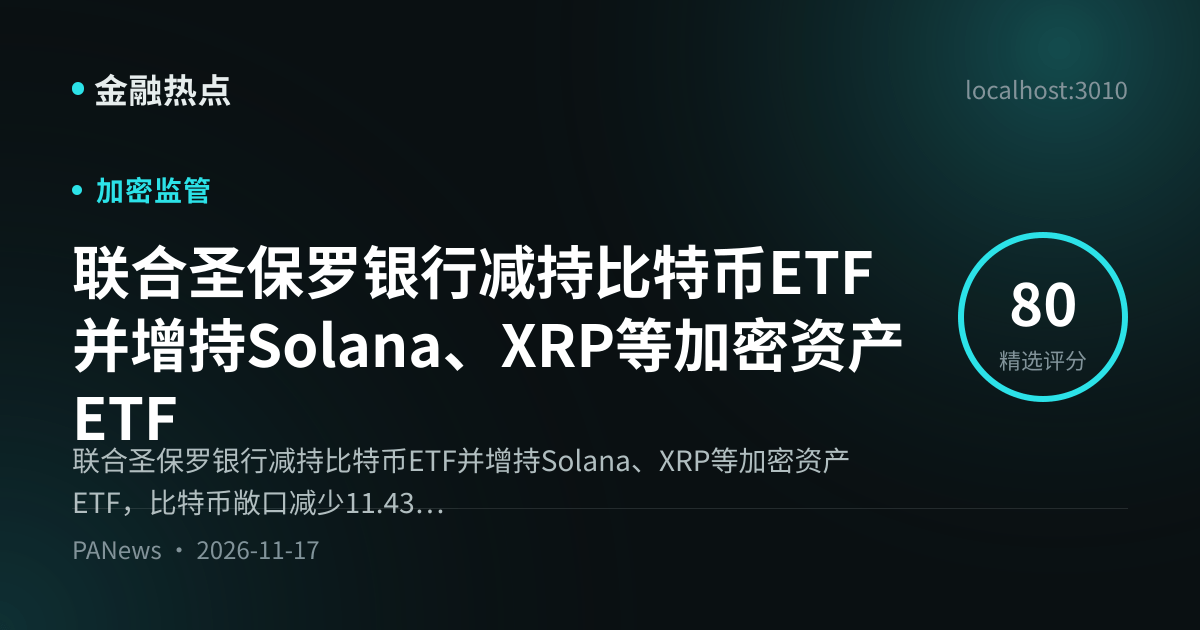 金融热点
localhost:3010
加密监管
联合圣保罗银行减持比特币ETF
并增持Solana、XRP等加密资产
ETF
80
精选评分
联合圣保罗银行减持比特币ETF并增持Solana、XRP等加密资产
ETF，比特币敞口减少11.43…
PANews • 2026-11-17